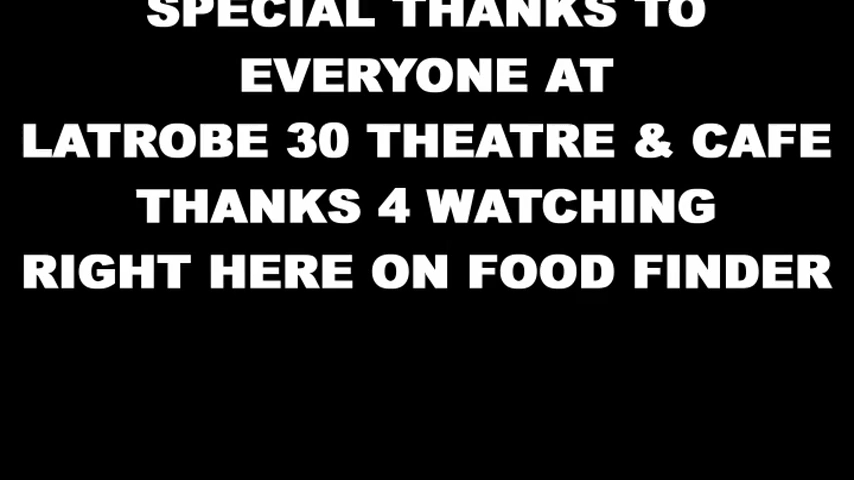 SPECIAL THANKS TO
EVERYONE AT
LATROBE 30 THEATRE & CAFE
THANKS 4 WATCHING
RIGHT HERE ON FOOD FINDER